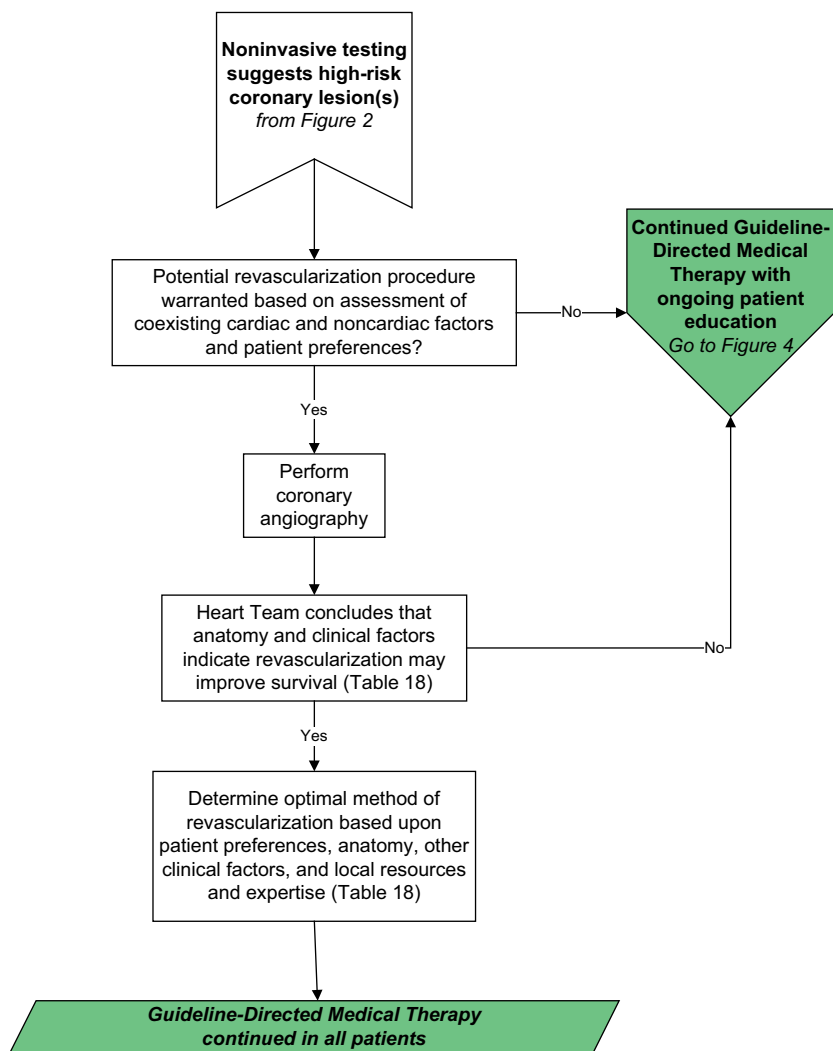 Noninvasive testing
suggests high-risk
coronary lesion(s)
from Figure 2
Continued Guideline-
Directed Medical
Therapy with
ongoing patient
education
Go to Figure 4
Potential revascularization procedure
warranted based on assessment of
coexisting cardiac and noncardiac factors
and patient preferences?
No
Yes
Perform
coronary
angiography
Heart Team concludes that
anatomy and clinical factors
indicate revascularization may
improve survival (Table 18)
No
Yes
Determine optimal method of
revascularization based upon
patient preferences, anatomy, other
clinical factors, and local resources
and expertise (Table 18)
Guideline-Directed Medical Therapy
continued in all patients